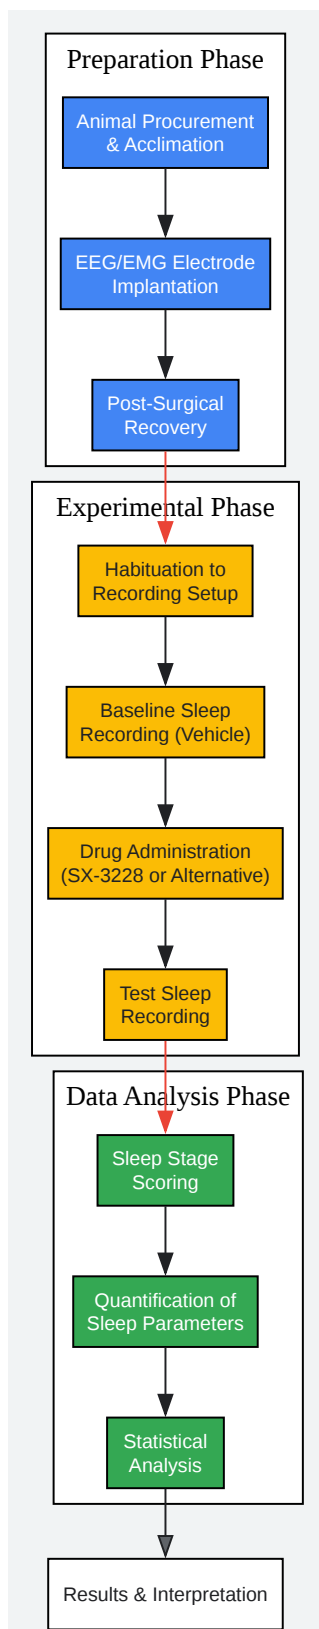 Preparation Phase
Animal Procurement
& Acclimation
EEG/EMG Electrode
Implantation
Post-Surgical
Recovery
Experimental Phase
Habituation to
Recording Setup
Baseline Sleep
Recording (Vehicle)
Drug Administration
(SX-3228 or Alternative)
Test Sleep
Recording
Data Analysis Phase
Sleep Stage
Scoring
Quantification of
Sleep Parameters
Statistical
Analysis
Results & Interpretation